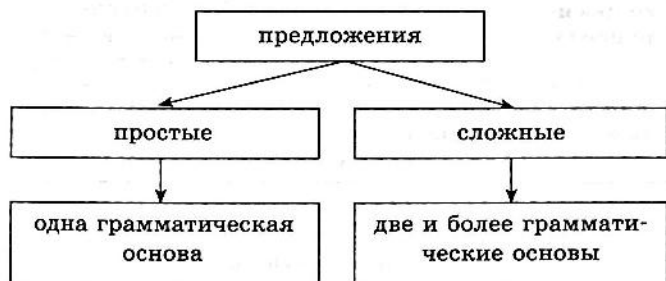 предложения
простые
сложные
одна грамматическая
основа
две и более граммати-
ческие основы